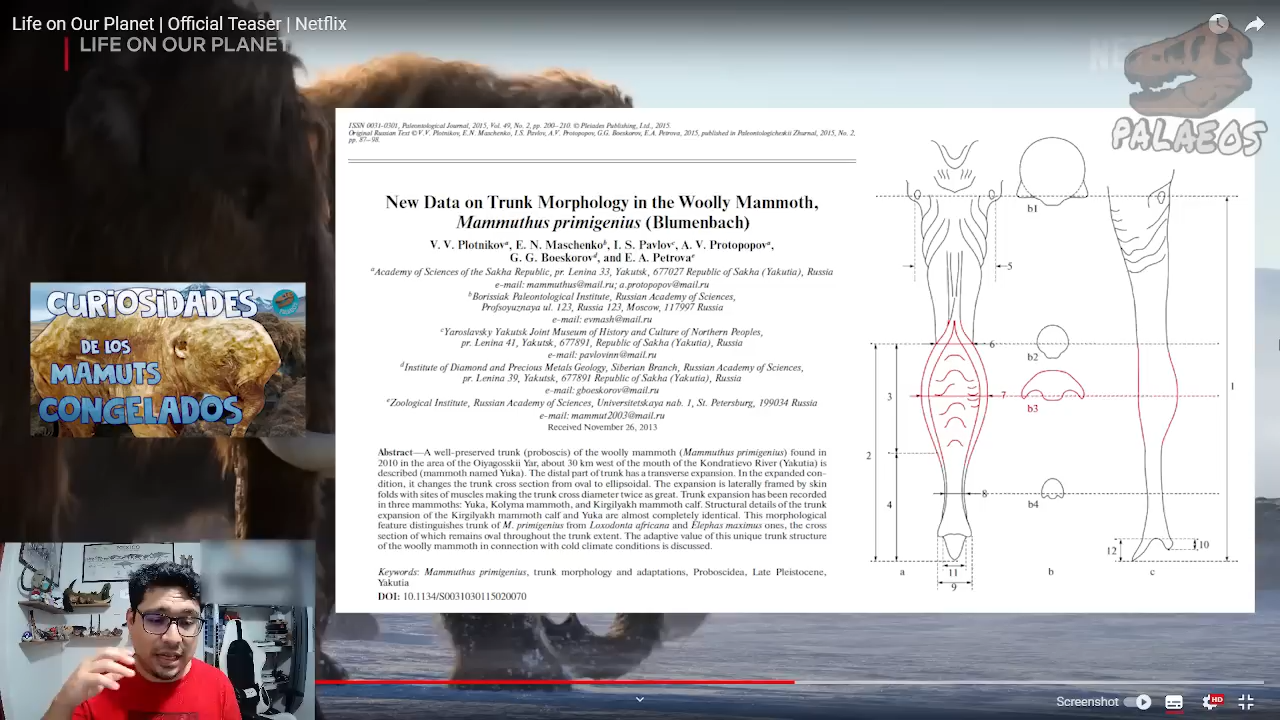 Life on Our Planet | Official Teaser | Netflix
LIFE ON OUR PLANET
PALAEOS
ISSN 0031-0301, Paleontological Journal, 2015, Vol. 49, No. 2, pp. 200–210. © Pleiades Publishing, Ltd., 2015.
Original Russian Text © V.V. Plotnikov, E.N. Maschenko, I.S. Pavlov, A.V. Protopopov, G.G. Boeskorov, E.A. Petrova, 2015, published in Paleontologicheskii Zhurnal, 2015, No. 2,
pp. 87–98.
New Data on Trunk Morphology in the Woolly Mammoth,
Mammuthus primigenius (Blumenbach)
V. V. Plotnikovᵃ, E. N. Maschenkoᵇ, I. S. Pavlovᶜ, A. V. Protopopovᵃ,
G. G. Boeskorovᵈ, and E. A. Petrovaᵉ
ᵃAcademy of Sciences of the Sakha Republic, pr. Lenina 33, Yakutsk, 677027 Republic of Sakha (Yakutia), Russia
e-mail: mammuthus@mail.ru; a.protopopov@mail.ru
ᵇBorissiak Paleontological Institute, Russian Academy of Sciences,
Profsoyuznaya ul. 123, Russia 123, Moscow, 117997 Russia
e-mail: evmash@mail.ru
ᶜYaroslavsky Yakutsk Joint Museum of History and Culture of Northern Peoples,
pr. Lenina 41, Yakutsk, 677891, Republic of Sakha (Yakutia), Russia
e-mail: pavlovinn@mail.ru
ᵈInstitute of Diamond and Precious Metals Geology, Siberian Branch, Russian Academy of Sciences,
pr. Lenina 39, Yakutsk, 677891 Republic of Sakha (Yakutia), Russia
e-mail: gboeskorov@mail.ru
ᵉZoological Institute, Russian Academy of Sciences, Universitetskaya nab. 1, St. Petersburg, 199034 Russia
e-mail: mammut2003@mail.ru
Received November 26, 2013
Abstract—A well-preserved trunk (proboscis) of the woolly mammoth (Mammuthus primigenius) found in
2010 in the area of the Oiyagosskii Yar, about 30 km west of the mouth of the Kondratievo River (Yakutia) is
described (mammoth named Yuka). The distal part of trunk has a transverse expansion. In the expanded con-
dition, it changes the trunk cross section from oval to ellipsoidal. The expansion is laterally framed by skin
folds with sites of muscles making the trunk cross diameter twice as great. Trunk expansion has been recorded
in three mammoths: Yuka, Kolyma mammoth, and Kirgilyakh mammoth calf. Structural details of the trunk
expansion of the Kirgilyakh mammoth calf and Yuka are almost completely identical. This morphological
feature distinguishes trunk of M. primigenius from Loxodonta africana and Elephas maximus ones, the cross
section of which remains oval throughout the trunk extent. The adaptive value of this unique trunk structure
of the woolly mammoth in connection with cold climate conditions is discussed.
Keywords: Mammuthus primigenius, trunk morphology and adaptations, Proboscidea, Late Pleistocene,
Yakutia
DOI: 10.1134/S0031030115020070
b1
5
6
b2
1
3
7
b3
2
4
8
b4
12
10
11
9
a
b
c
CURIOSIDADES
DE LOS
MAMUTS
CONGELADOS
Screenshot
HD